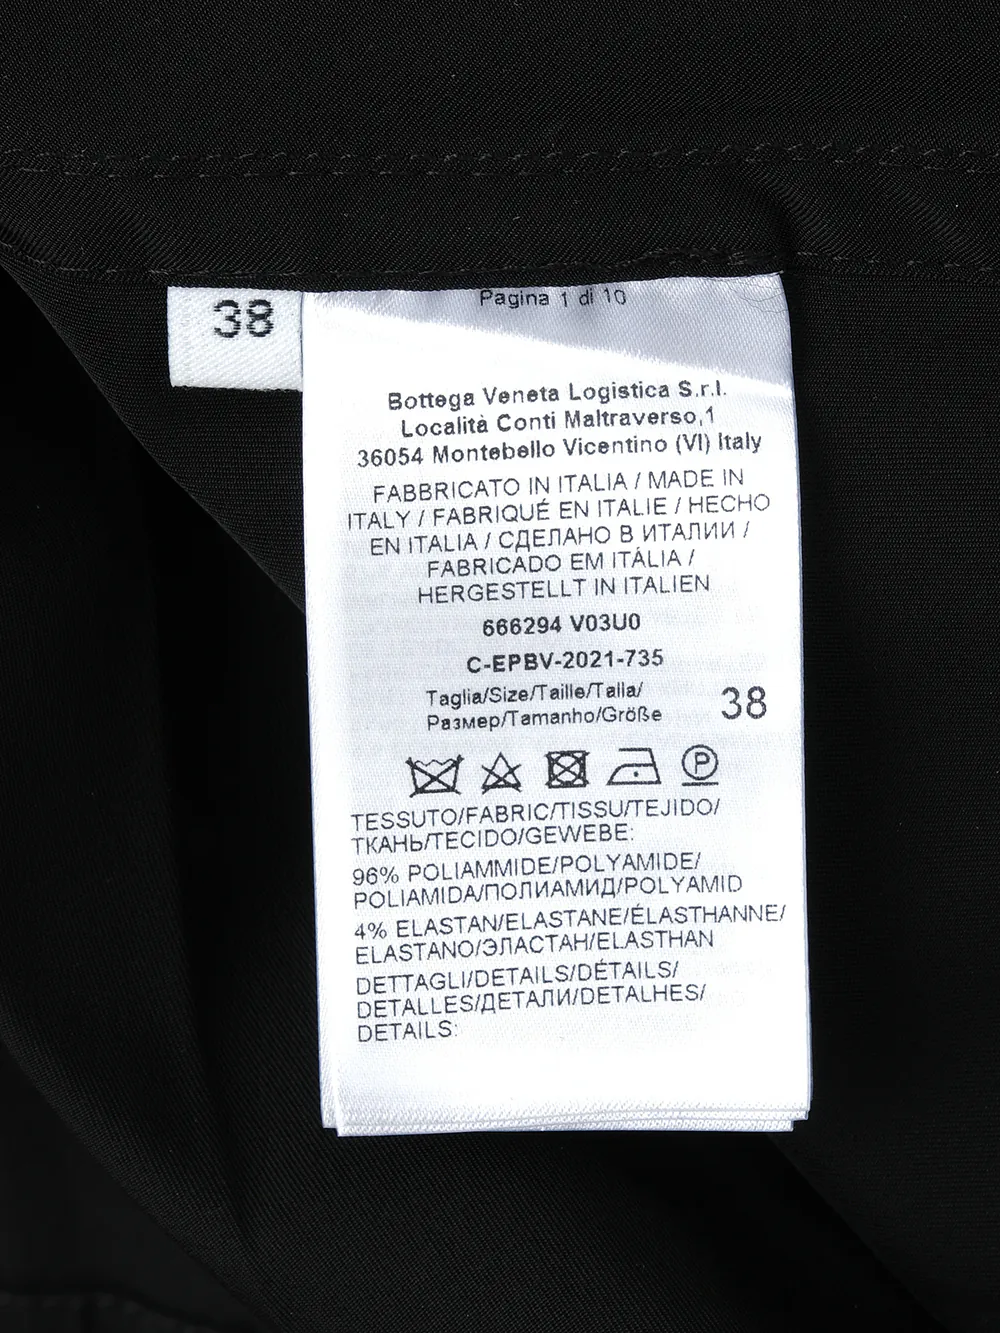 Pagina 1 di 10
38
Bottega Veneta Logistica S.r.l.
Località Conti Maltraverso,1
36054 Montebello Vicentino (VI) Italy
FABBRICATO IN ITALIA / MADE IN
ITALY / FABRIQUÉ EN ITALIE / HECHO
EN ITALIA / СДЕЛАНО В ИТАЛИИ /
FABRICADO EM ITÁLIA /
HERGESTELLT IN ITALIEN
666294 V03U0
C-EPBV-2021-735
Taglia/Size/Taille/Talla/
Размер/Tamanho/Größe
38
P
TESSUTO/FABRIC/TISSU/TEJIDO/
ТКАНЬ/TECIDO/GEWEBE:
96% POLIAMMIDE/POLYAMIDE/
POLIAMIDA/ПОЛИАМИД/POLYAMID
4% ELASTAN/ELASTANE/ÉLASTHANNE/
ELASTANO/ЭЛАСТАН/ELASTHAN
DETTAGLI/DETAILS/DÉTAILS/
DETALLES/ДЕТАЛИ/DETALHES/
DETAILS: